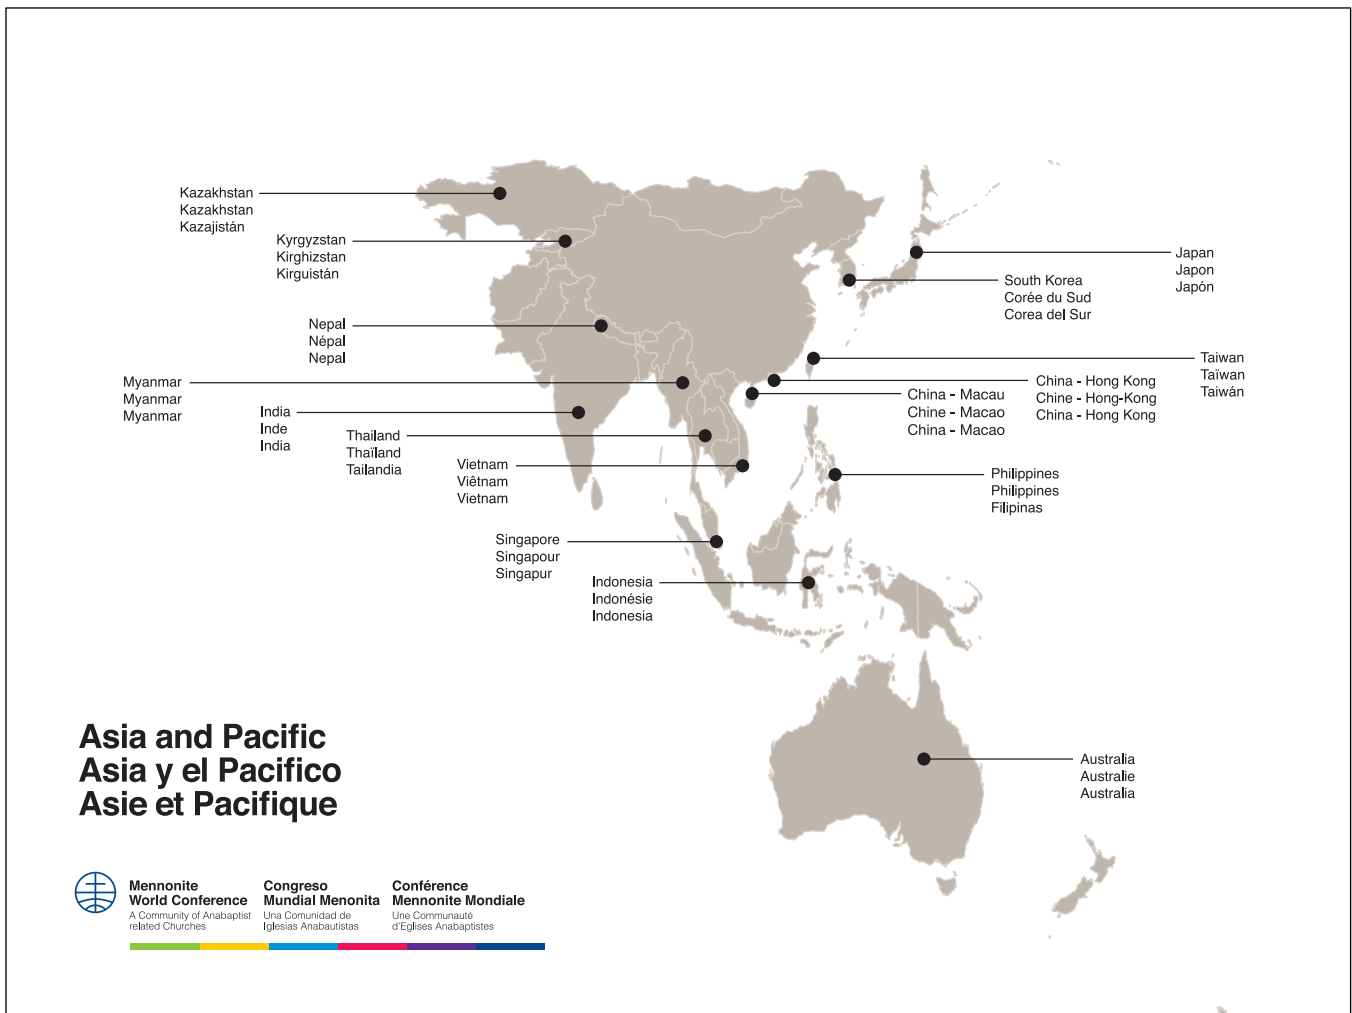 Kazakhstan
Kazakhstan
Kazajistán
Kyrgyzstan
Kirghizstan
Kirguistán
Japan
Japon
Japón
South Korea
Corée du Sud
Corea del Sur
Nepal
Népal
Nepal
Taiwan
Taïwan
Taiwán
Myanmar
Myanmar
Myanmar
China - Hong Kong
Chine - Hong-Kong
China - Hong Kong
China - Macau
Chine - Macao
China - Macao
India
Inde
India
Thailand
Thaïland
Tailandia
Vietnam
Viêtnam
Vietnam
Philippines
Philippines
Filipinas
Singapore
Singapour
Singapur
Indonesia
Indonésie
Indonesia
Australia
Australie
Australia
Asia and Pacific
Asia y el Pacifico
Asie et Pacifique
Mennonite
World Conference
A Community of Anabaptist
related Churches
Congreso
Mundial Menonita
Una Comunidad de
Iglesias Anabautistas
Conférence
Mennonite Mondiale
Une Communauté
d'Eglises Anabaptistes